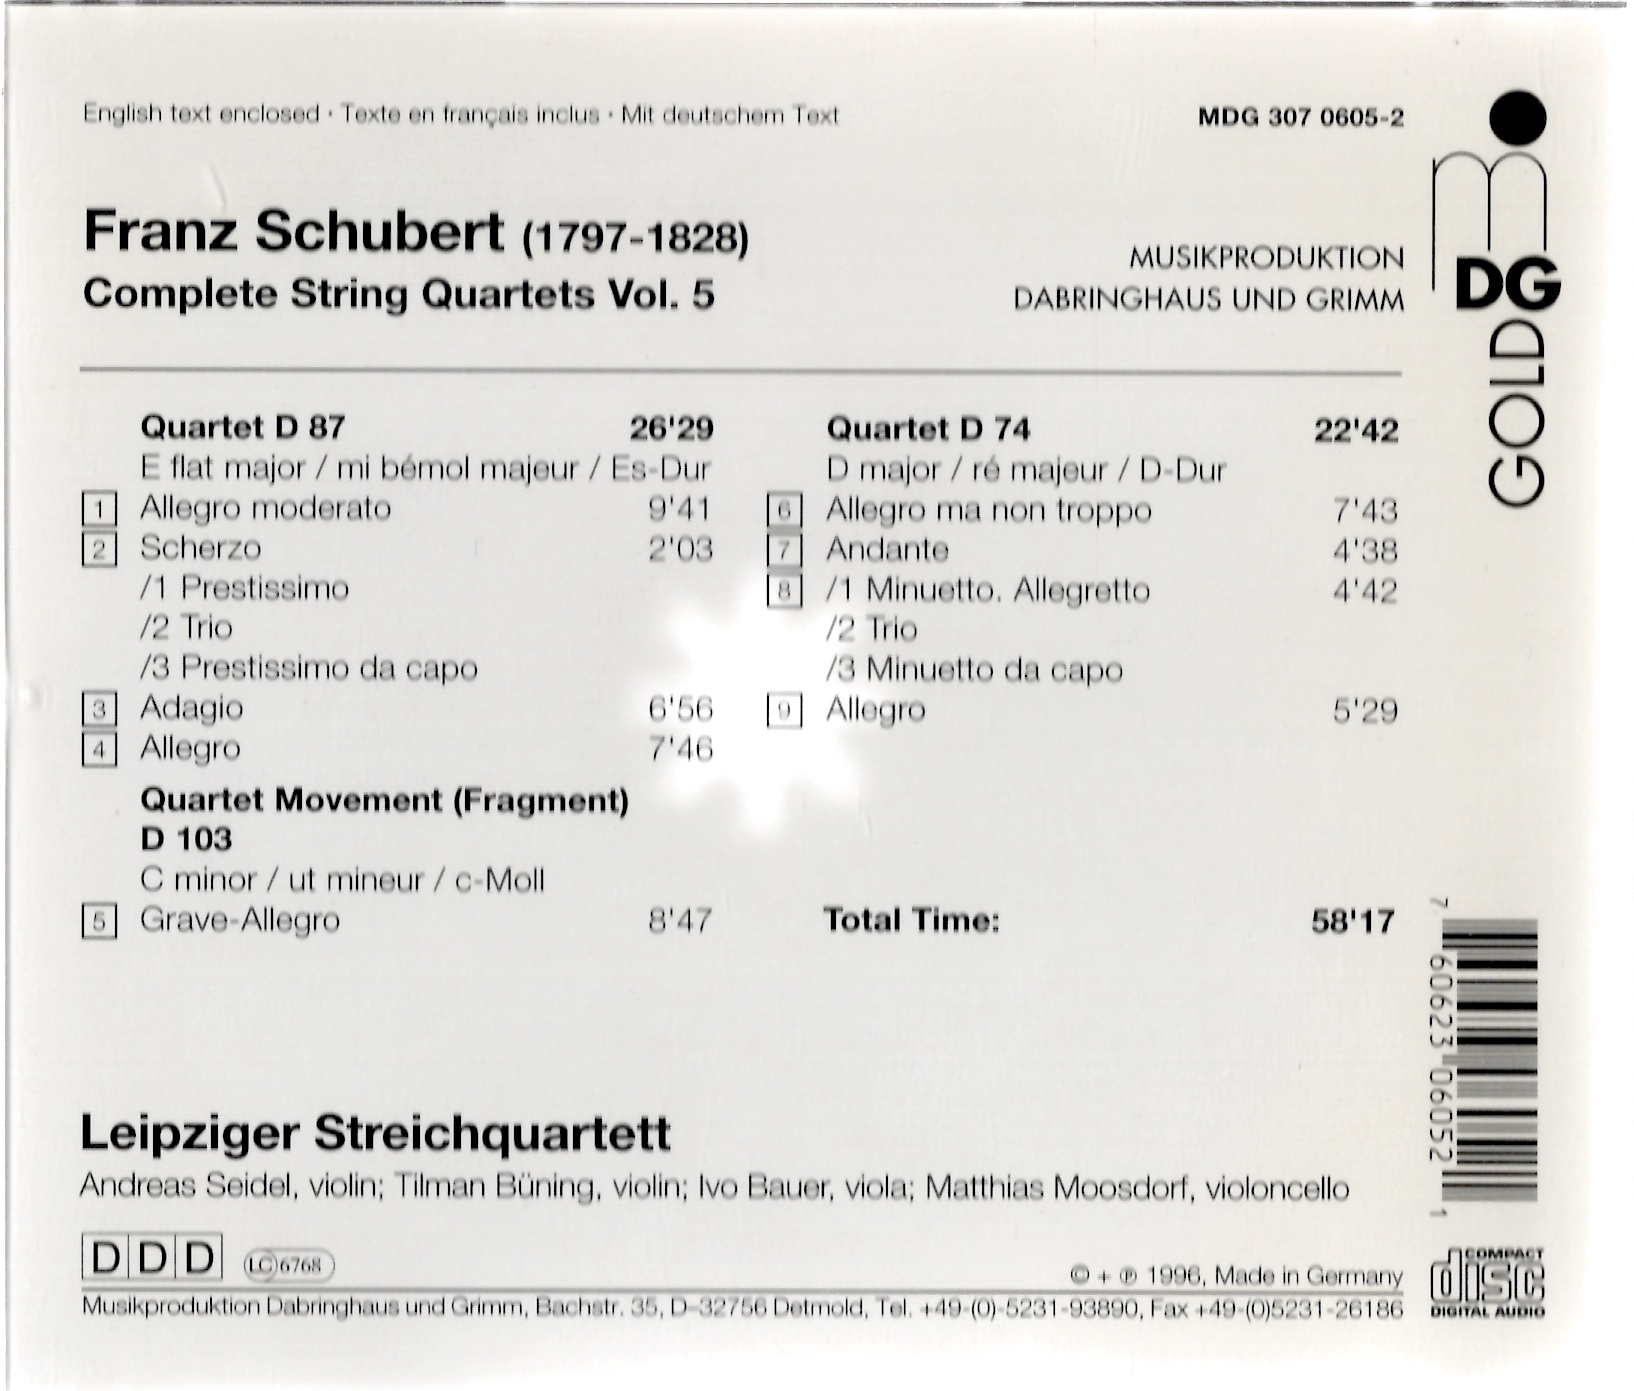 English text enclosed · Texte en français inclus · Mit deutschem Text
MDG 307 0605-2
Franz Schubert (1797-1828)
Complete String Quartets Vol. 5
MUSIKPRODUKTION
DABRINGHAUS UND GRIMM
m
DG
GOLD
Quartet D 87 26'29
E flat major / mi bémol majeur / Es-Dur
1 Allegro moderato 9'41
2 Scherzo 2'03
/1 Prestissimo
/2 Trio
/3 Prestissimo da capo
3 Adagio 6'56
4 Allegro 7'46
Quartet Movement (Fragment)
D 103
C minor / ut mineur / c-Moll
5 Grave-Allegro 8'47
Quartet D 74 22'42
D major / ré majeur / D-Dur
6 Allegro ma non troppo 7'43
7 Andante 4'38
8 /1 Minuetto. Allegretto 4'42
/2 Trio
/3 Minuetto da capo
9 Allegro 5'29
Total Time: 58'17
7 60623 06052 1
Leipziger Streichquartett
Andreas Seidel, violin; Tilman Büning, violin; Ivo Bauer, viola; Matthias Moosdorf, violoncello
DDD LC 6768
© + ℗ 1996, Made in Germany
Musikproduktion Dabringhaus und Grimm, Bachstr. 35, D-32756 Detmold, Tel. +49-(0)-5231-93890, Fax +49-(0)5231-26186
COMPACT
disc
DIGITAL AUDIO